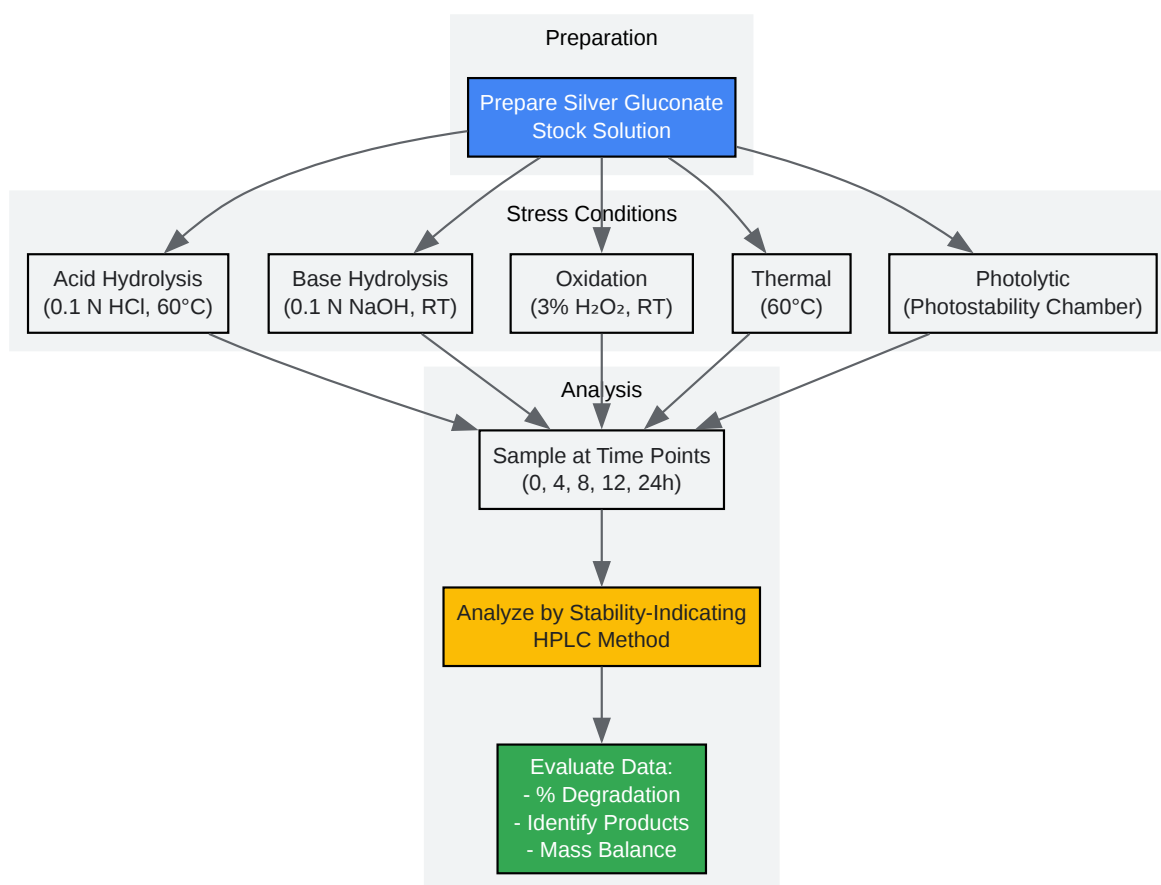 Preparation
Prepare Silver Gluconate
Stock Solution
Stress Conditions
Acid Hydrolysis
(0.1 N HCl, 60°C)
Base Hydrolysis
(0.1 N NaOH, RT)
Oxidation
(3% H₂O₂, RT)
Thermal
(60°C)
Photolytic
(Photostability Chamber)
Analysis
Sample at Time Points
(0, 4, 8, 12, 24h)
Analyze by Stability-Indicating
HPLC Method
Evaluate Data:
- % Degradation
- Identify Products
- Mass Balance